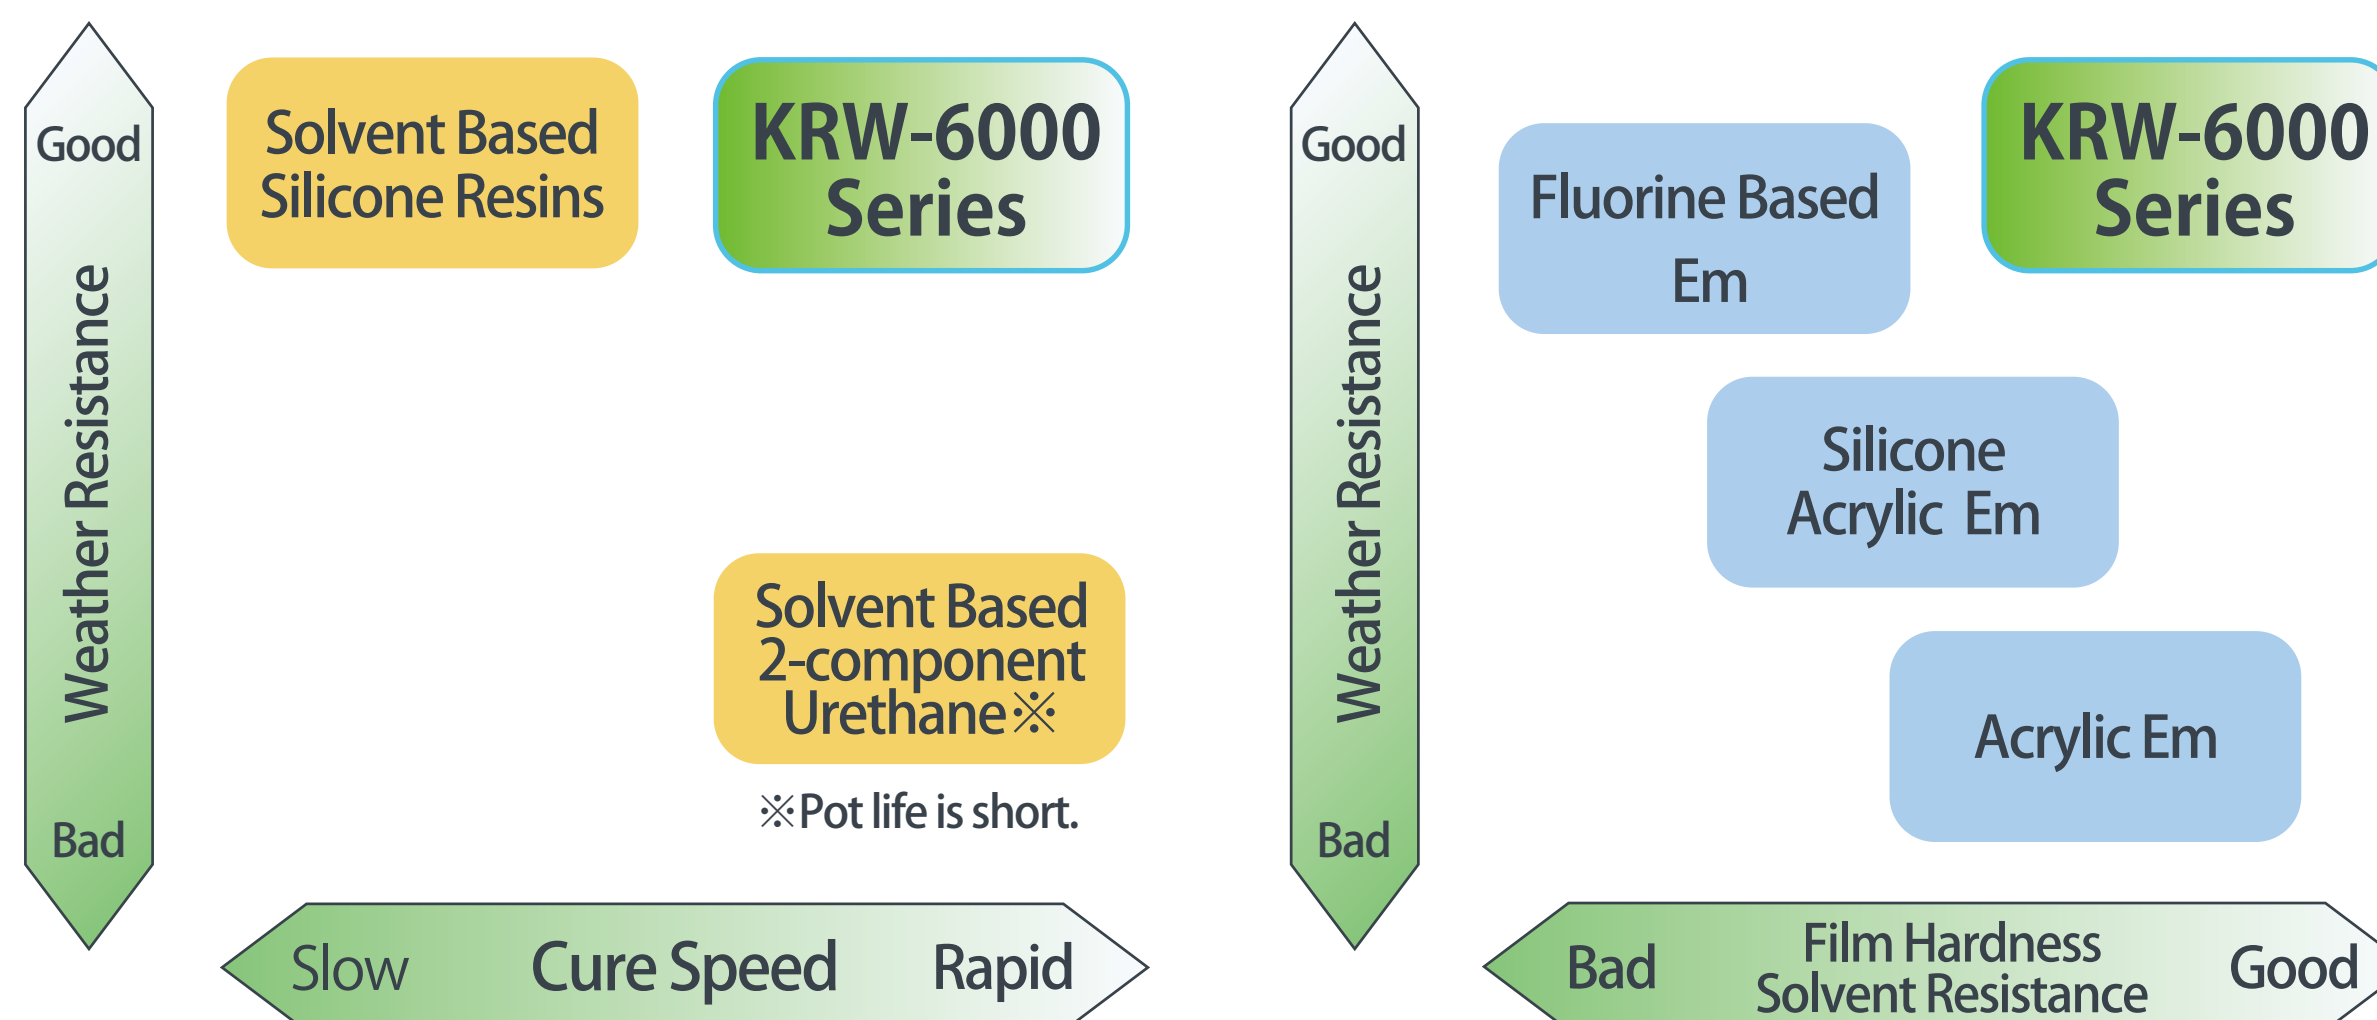 Good
Weather Resistance
Bad
Solvent Based
Silicone Resins
KRW-6000
Series
Solvent Based
2-component
Urethane※
※Pot life is short.
Slow
Cure Speed
Rapid
Good
Weather Resistance
Bad
Fluorine Based
Em
KRW-6000
Series
Silicone
Acrylic Em
Acrylic Em
Bad
Film Hardness
Solvent Resistance
Good